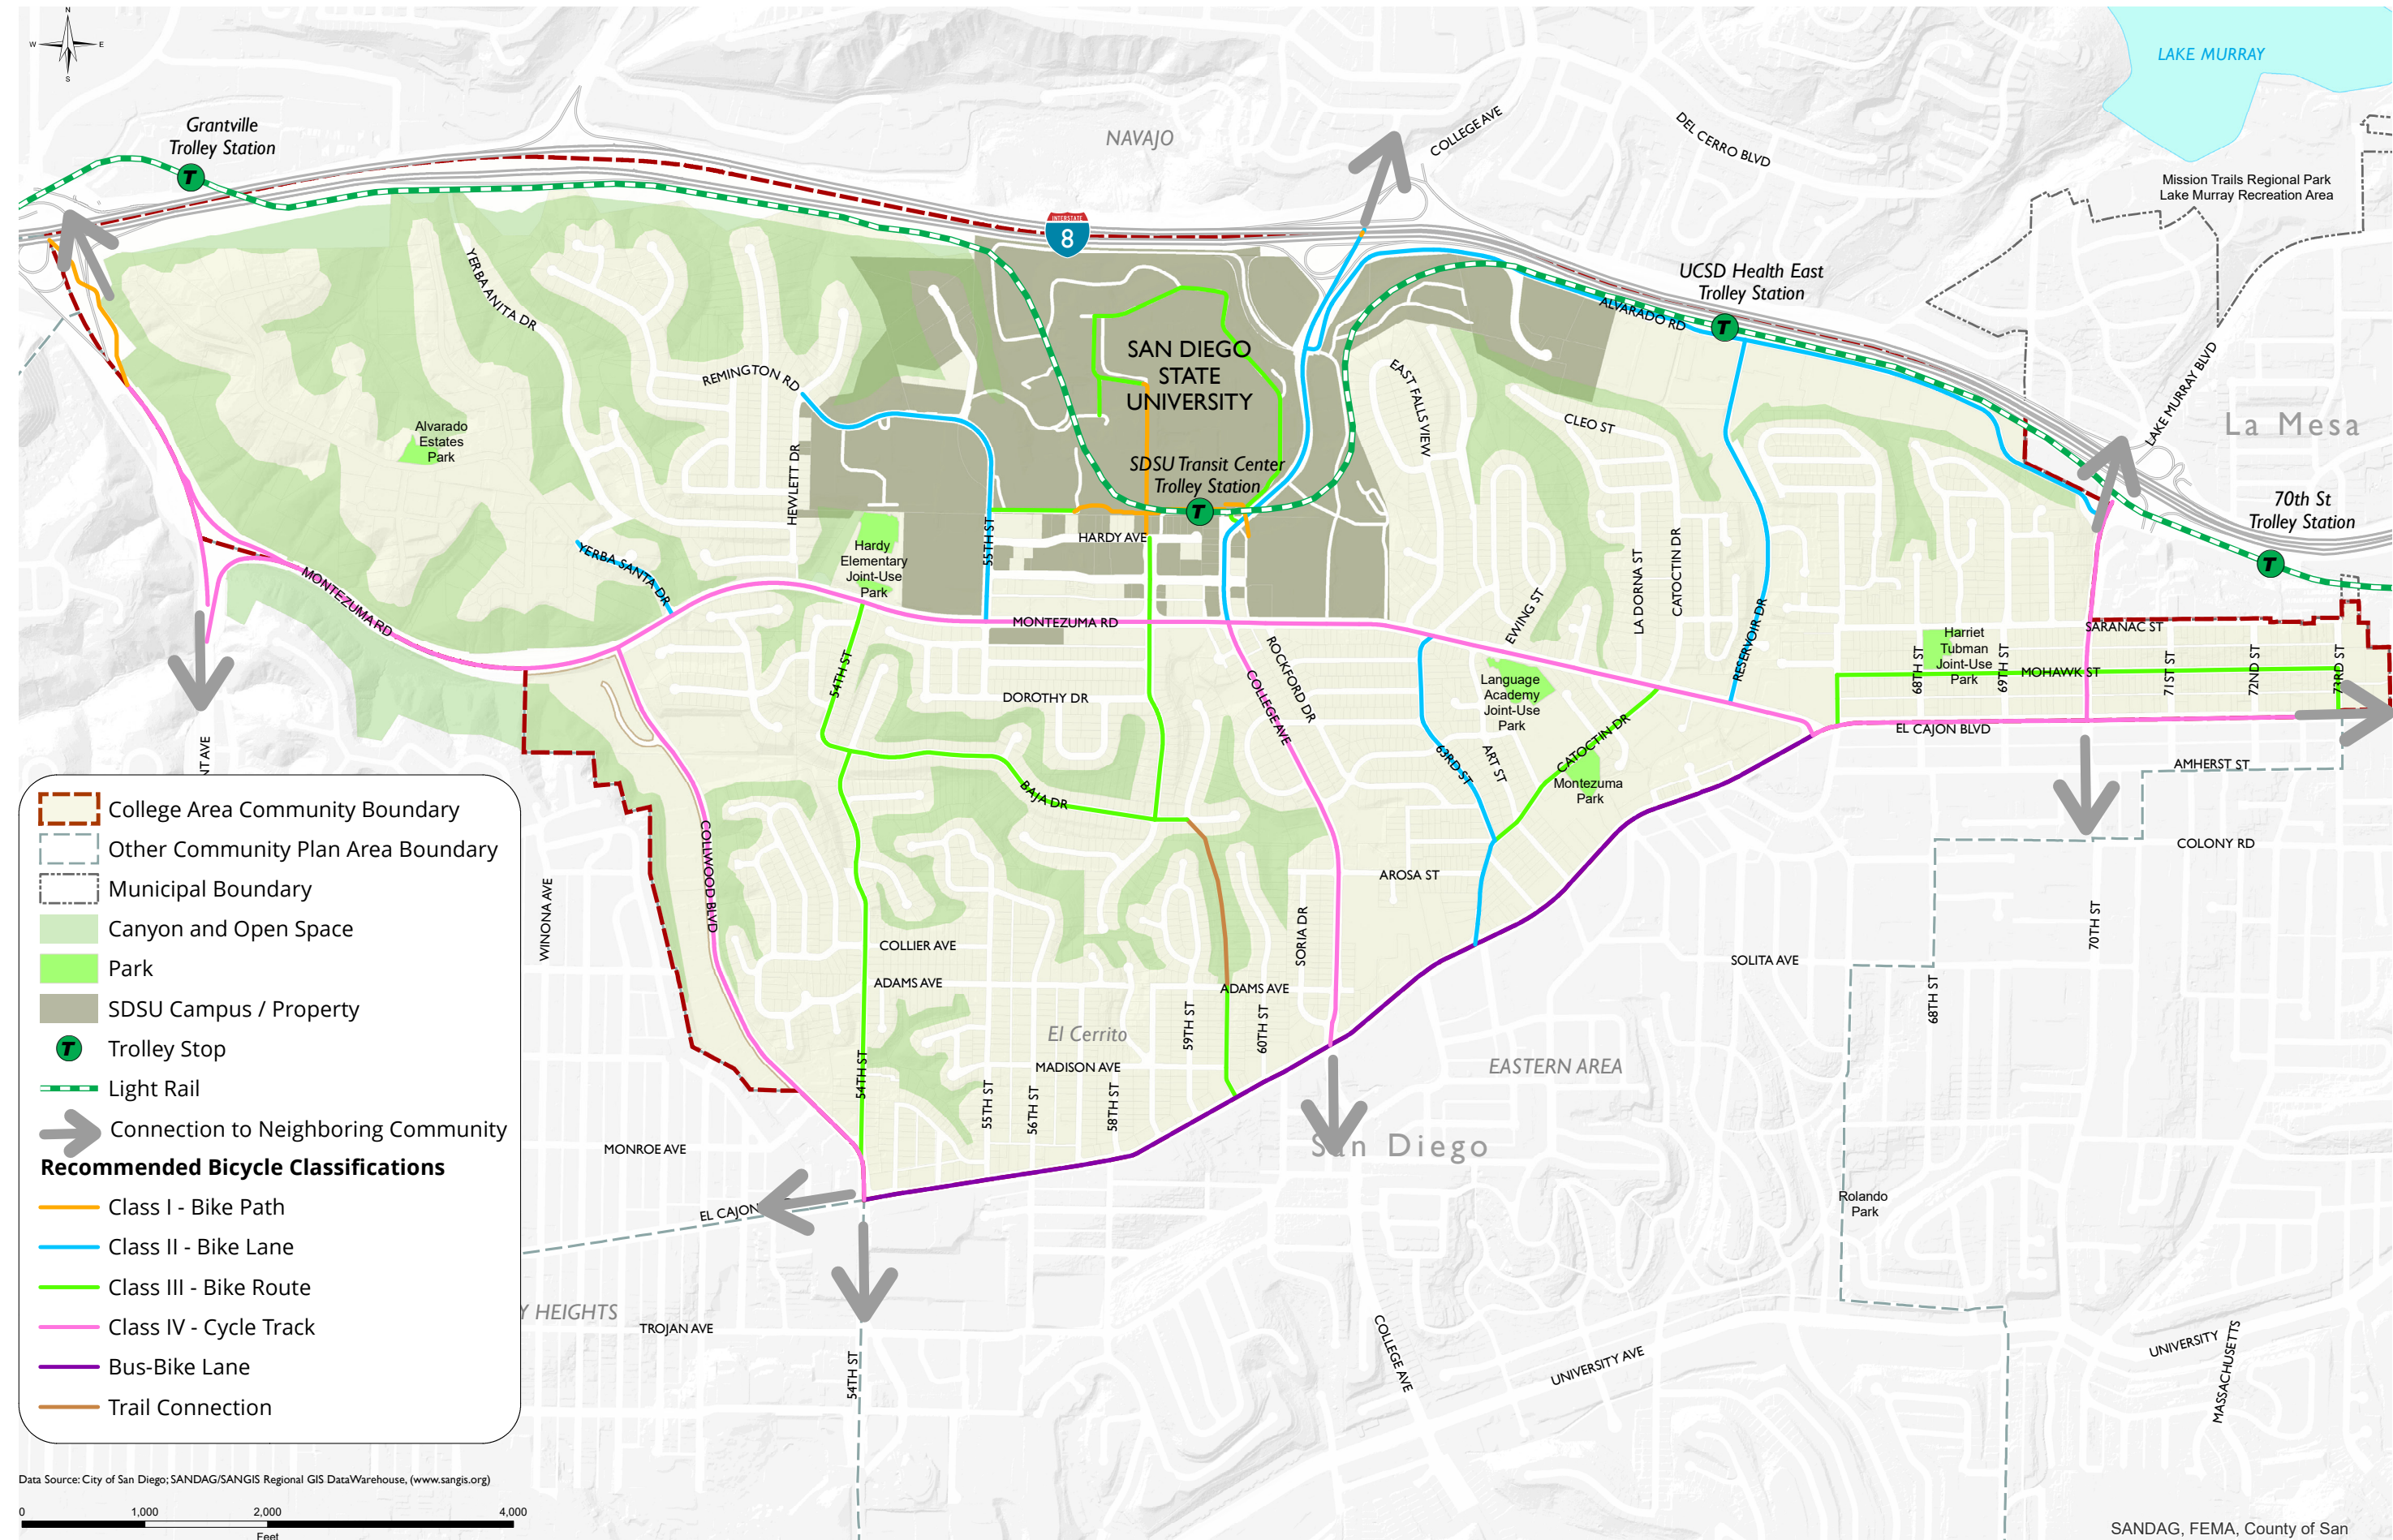 N
W E
S
LAKE MURRAY
Grantville
Trolley Station
NAVAJO
COLLEGE AVE
DEL CERRO BLVD
Mission Trails Regional Park
Lake Murray Recreation Area
INTERSTATE
8
YERBA ANITA DR
UCSD Health East
Trolley Station
ALVARADO RD
T
T
T
T
SAN DIEGO
STATE
UNIVERSITY
REMINGTON RD
EAST FALLS VIEW
CLEO ST
LAKE MURRAY BLVD
La Mesa
Alvarado
Estates
Park
HEWLETT DR
SDSU Transit Center
Trolley Station
70th St
Trolley Station
55TH ST
HARDY AVE
Hardy
Elementary
Joint-Use
Park
YERBA SANTA DR
MONTEZUMA RD
MONTEZUMA RD
LA DORNA ST
CATOCTIN DR
EWING ST
RESERVOIR DR
SARANAC ST
Harriet
Tubman
Joint-Use
Park
68TH ST
69TH ST
MOHAWK ST
71ST ST
72ND ST
73RD ST
54TH ST
DOROTHY DR
COLLEGE AVE
ROCKFORD DR
Language
Academy
Joint-Use
Park
EL CAJON BLVD
63RD ST
ART ST
CATOCTIN DR
Montezuma
Park
AMHERST ST
NT AVE
BAJA DR
COLLWOOD BLVD
COLONY RD
AROSA ST
WINONA AVE
COLLIER AVE
SORIA DR
70TH ST
SOLITA AVE
ADAMS AVE
ADAMS AVE
68TH ST
El Cerrito
59TH ST
60TH ST
MADISON AVE
EASTERN AREA
54TH ST
55TH ST
56TH ST
58TH ST
MONROE AVE
San Diego
EL CAJON
Rolando
Park
Y HEIGHTS
TROJAN AVE
54TH ST
COLLEGE AVE
UNIVERSITY AVE
UNIVERSITY
MASSACHUSETTS
College Area Community Boundary
Other Community Plan Area Boundary
Municipal Boundary
Canyon and Open Space
Park
SDSU Campus / Property
T Trolley Stop
Light Rail
Connection to Neighboring Community
Recommended Bicycle Classifications
Class I - Bike Path
Class II - Bike Lane
Class III - Bike Route
Class IV - Cycle Track
Bus-Bike Lane
Trail Connection
Data Source: City of San Diego; SANDAG/SANGIS Regional GIS DataWarehouse, (www.sangis.org)
0 1,000 2,000 4,000
Feet
SANDAG, FEMA, County of San